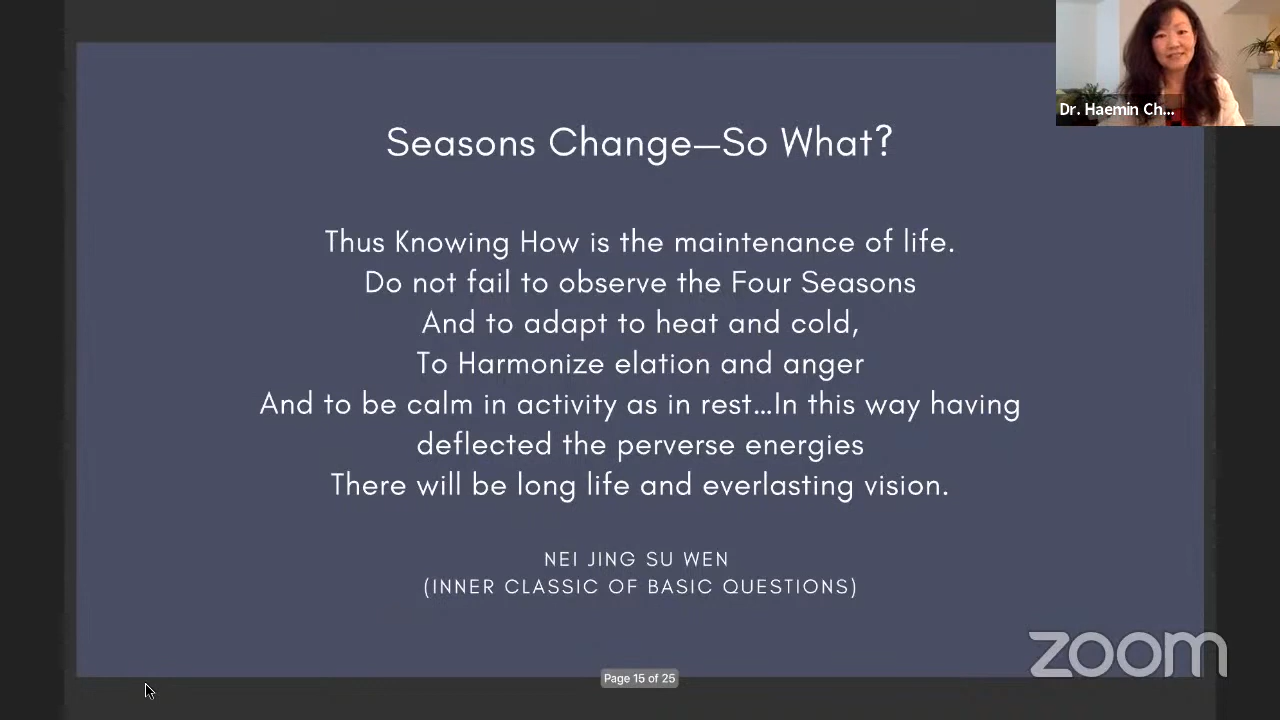 Dr. Haemin Ch...
Seasons Change—So What?
Thus Knowing How is the maintenance of life.
Do not fail to observe the Four Seasons
And to adapt to heat and cold,
To Harmonize elation and anger
And to be calm in activity as in rest...In this way having
deflected the perverse energies
There will be long life and everlasting vision.
NEI JING SU WEN
(INNER CLASSIC OF BASIC QUESTIONS)
zoom
Page 15 of 25